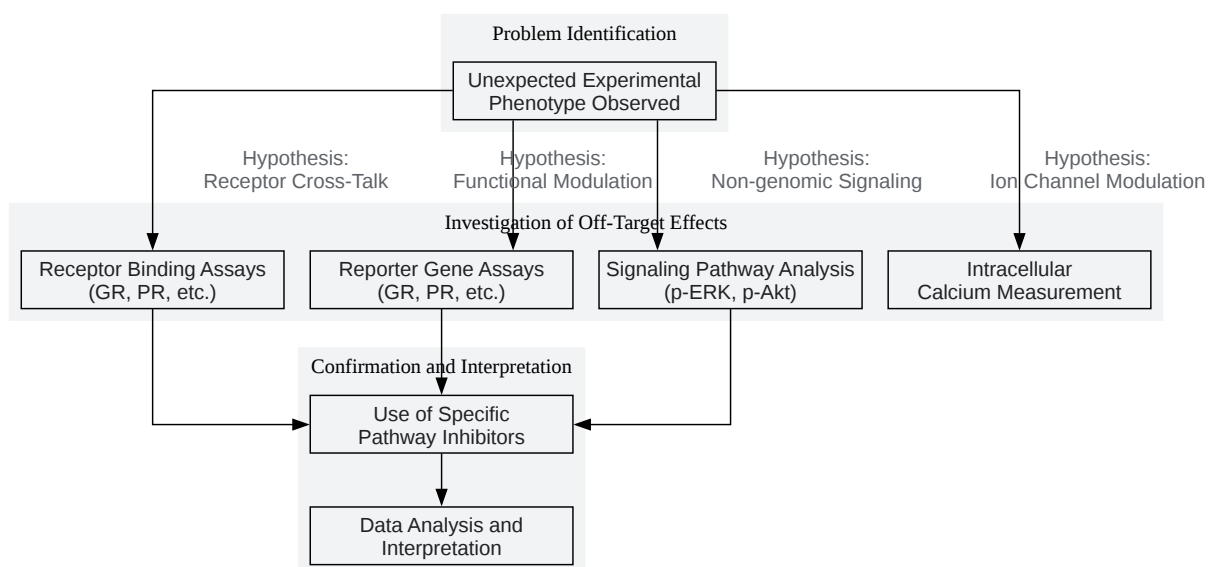 Problem Identification
Unexpected Experimental
Phenotype Observed
Hypothesis:
Receptor Cross-Talk
Hypothesis:
Functional Modulation
Hypothesis:
Non-genomic Signaling
Hypothesis:
Ion Channel Modulation
Investigation of Off-Target Effects
Receptor Binding Assays
(GR, PR, etc.)
Reporter Gene Assays
(GR, PR, etc.)
Signaling Pathway Analysis
(p-ERK, p-Akt)
Intracellular
Calcium Measurement
Confirmation and Interpretation
Use of Specific
Pathway Inhibitors
Data Analysis and
Interpretation